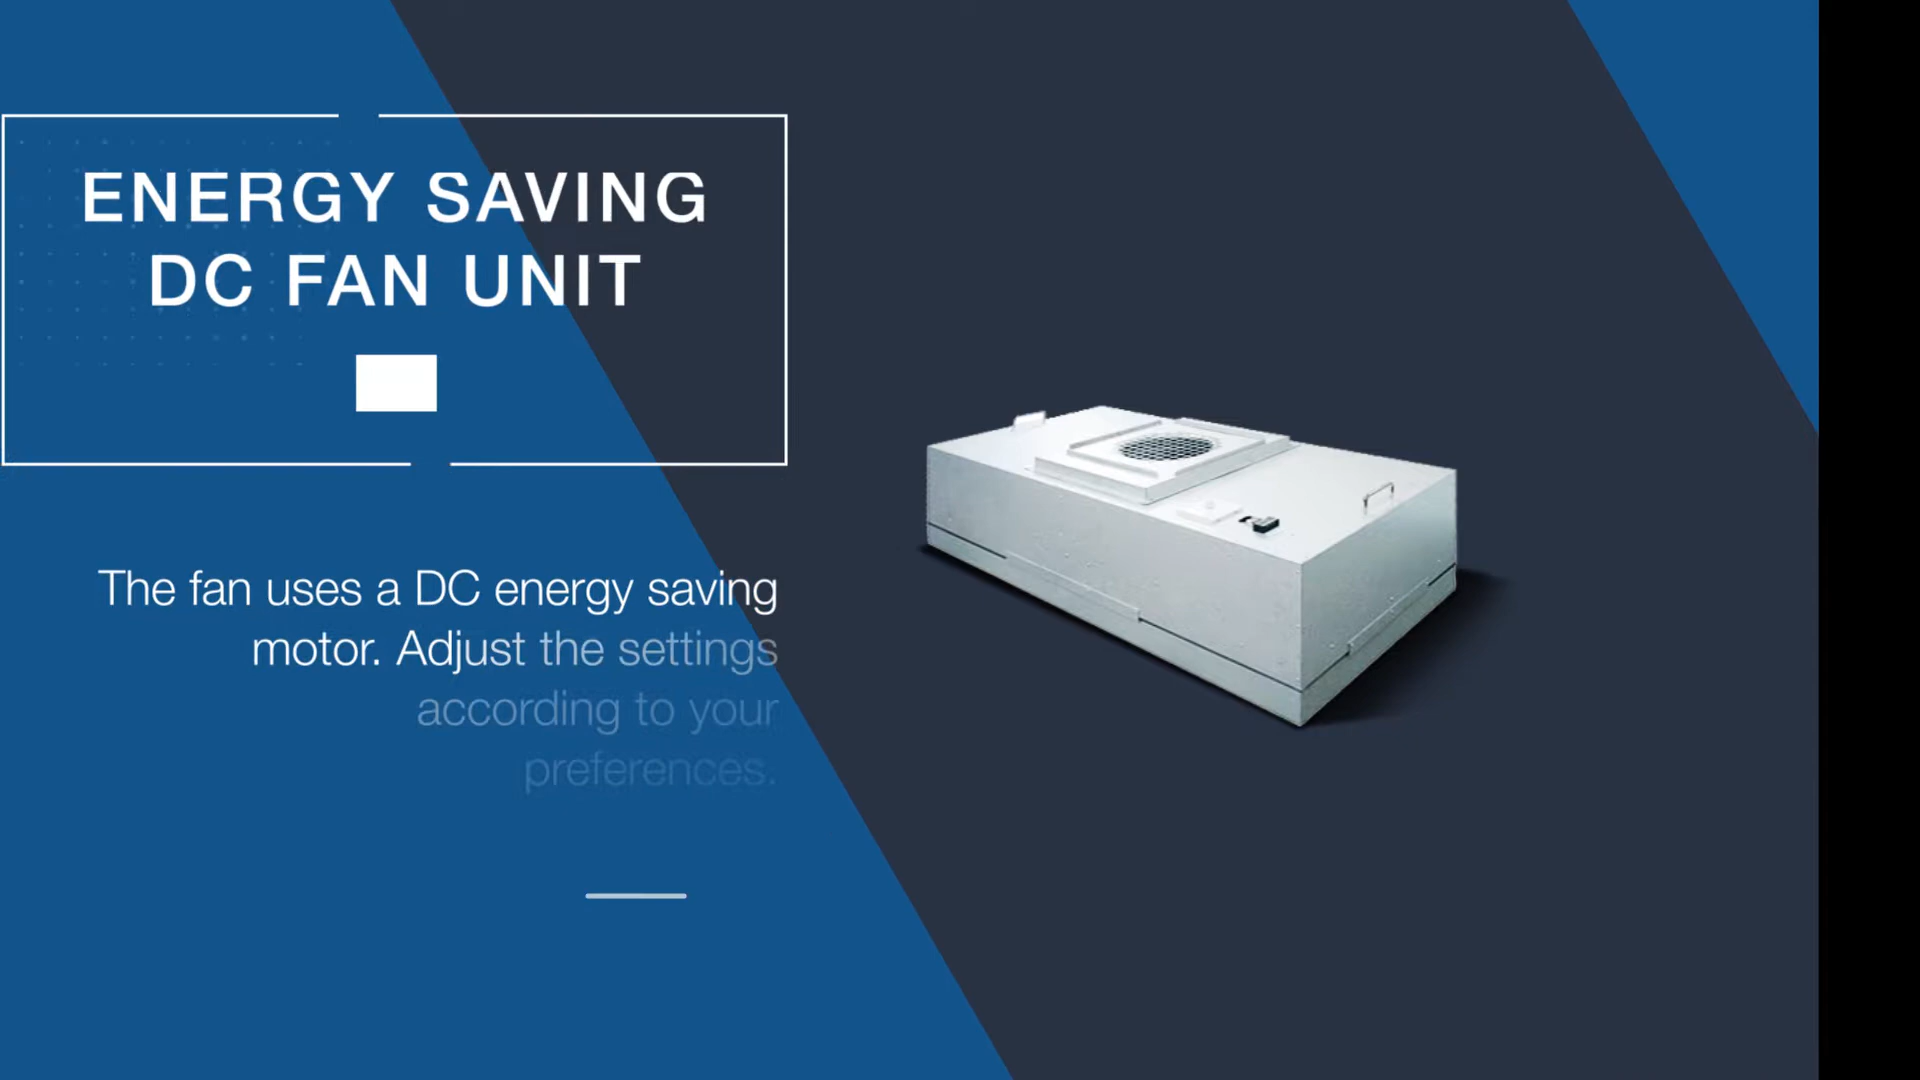 ENERGY SAVING
DC FAN UNIT
The fan uses a DC energy saving
motor. Adjust the settings
according to your
preferences.